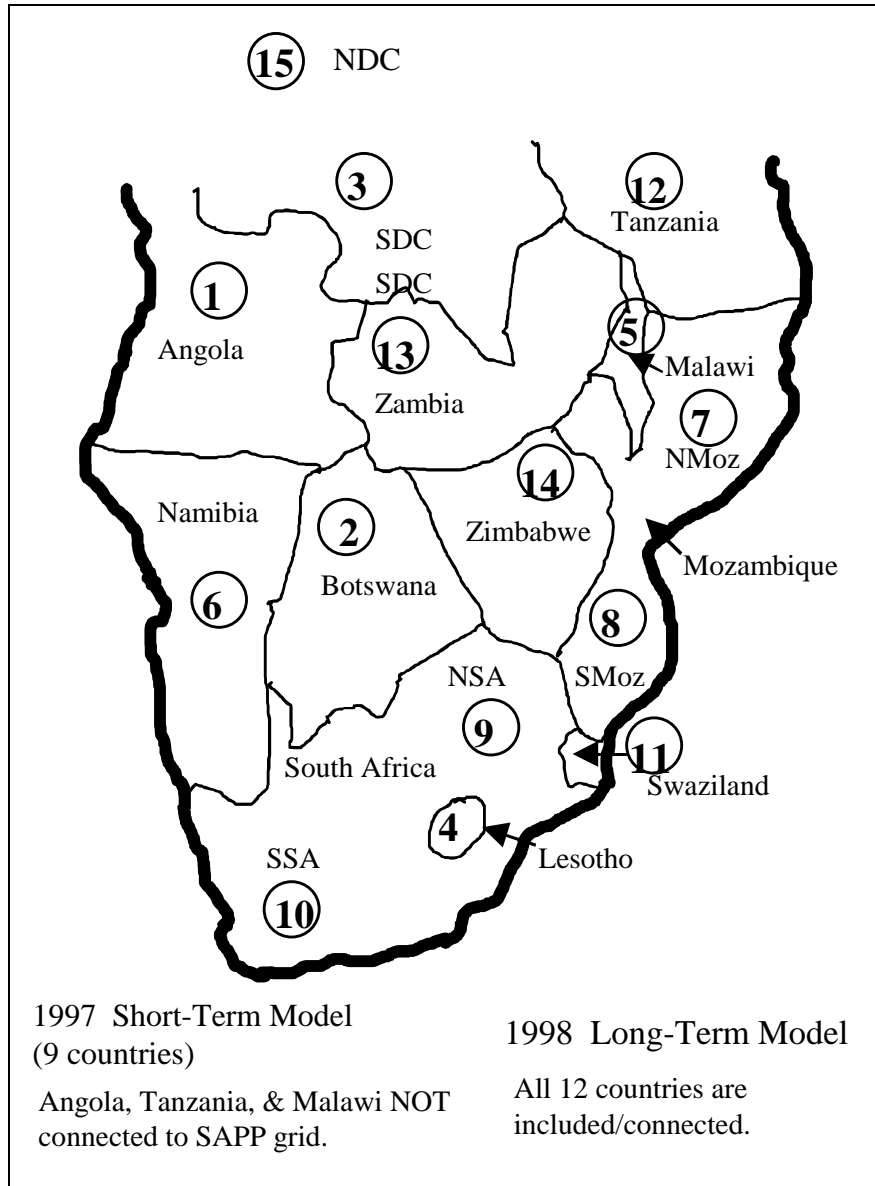 15 NDC
3
12
Tanzania
SDC
SDC
1
Angola
13
Zambia
5
Malawi
7
NMoz
14
Zimbabwe
Namibia
2
Botswana
Mozambique
6
8
SMoz
NSA
9
South Africa
11
Swaziland
4
Lesotho
SSA
10
1997 Short-Term Model
(9 countries)
Angola, Tanzania, & Malawi NOT
connected to SAPP grid.
1998 Long-Term Model
All 12 countries are
included/connected.